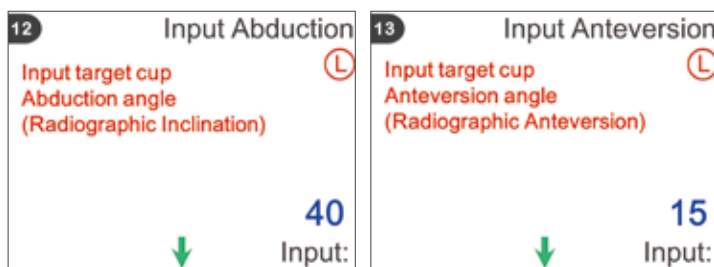 12
Input Abduction
L
Input target cup
Abduction angle
(Radiographic Inclination)
40
Input:
13
Input Anteversion
L
Input target cup
Anteversion angle
(Radiographic Anteversion)
15
Input: